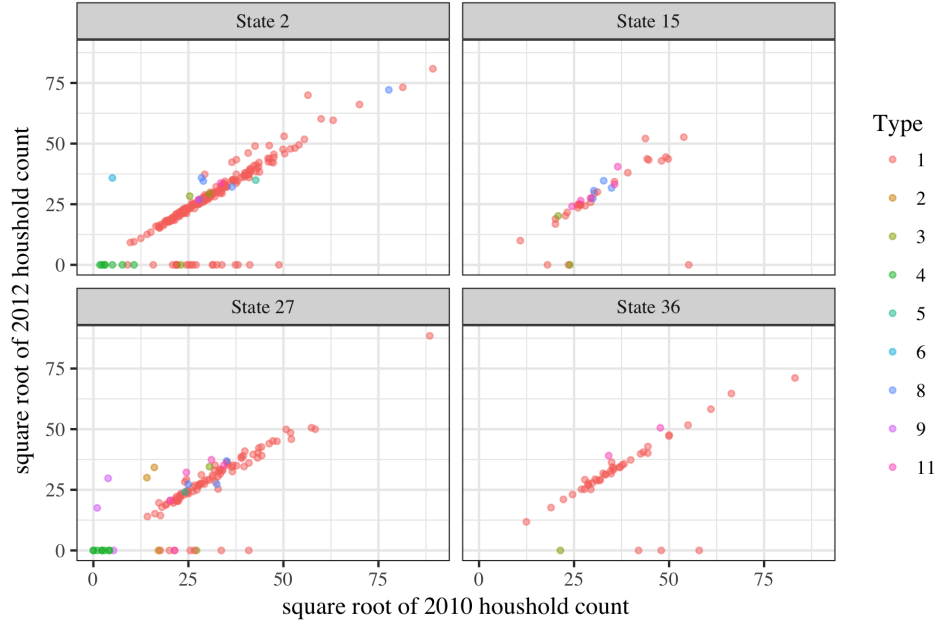 State 2
State 15
75
50
25
0
State 27
State 36
75
50
25
0
0 25 50 75
0 25 50 75
square root of 2010 houshold count
square root of 2012 houshold count
Type
1
2
3
4
5
6
8
9
11